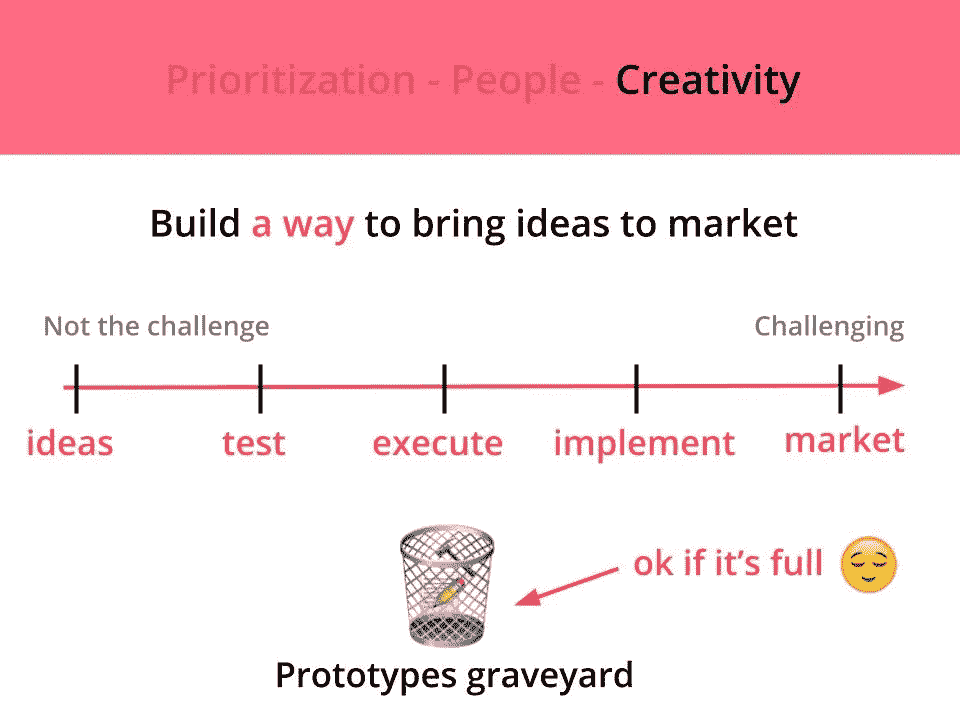 Prioritization - People - Creativity
Build a way to bring ideas to market
Not the challenge
Challenging
ideas
test
execute
implement
market
ok if it's full
Prototypes graveyard